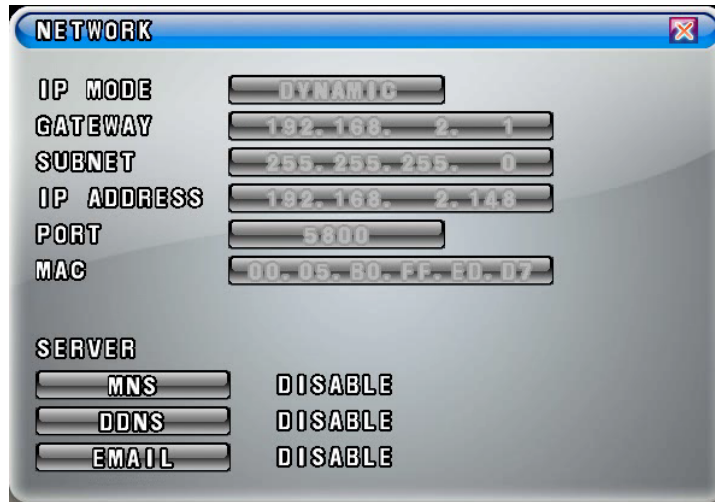 NETWORK
IP MODE DYNAMIC
GATEWAY 192.168. 2. 1
SUBNET 255.255.255. 0
IP ADDRESS 192.168. 2.148
PORT 5800
MAC 00.05.B0.FF.ED.D7
SERVER
MNS DISABLE
DDNS DISABLE
EMAIL DISABLE